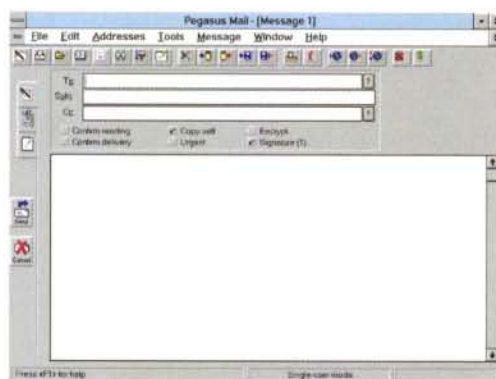 Pegasus Mail - [Message 1]
File Edit Addresses Tools Message Window Help
To:
Subj:
Cc:
Confirm reading Copy self Encrypt
Confirm delivery Urgent Signature (1)
Send
Cancel
Press <F1> for help Single-user mode